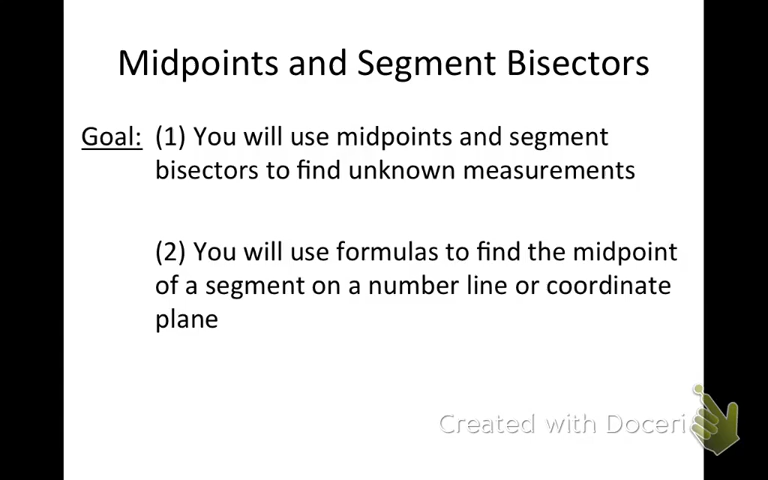 Midpoints and Segment Bisectors
Goal: (1) You will use midpoints and segment
bisectors to find unknown measurements
(2) You will use formulas to find the midpoint
of a segment on a number line or coordinate
plane
Created with Doceri